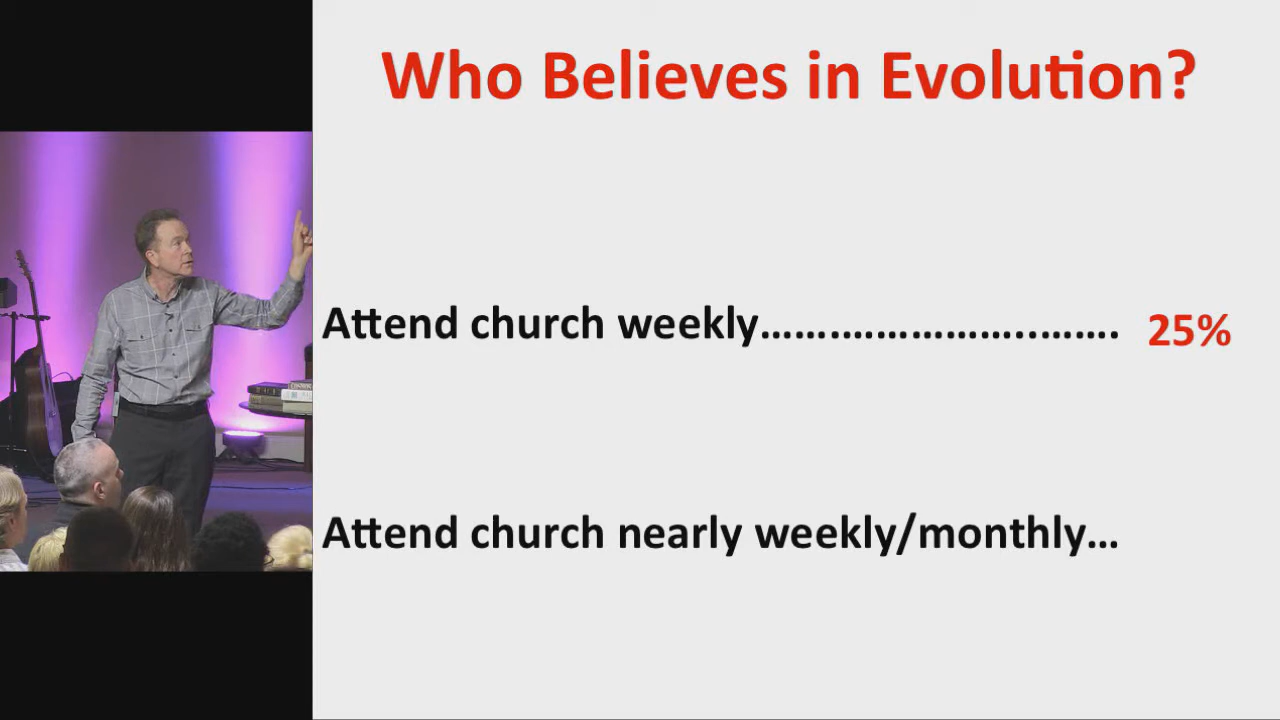 Who Believes in Evolution?
Attend church weekly……..………………..……. 25%
Attend church nearly weekly/monthly…